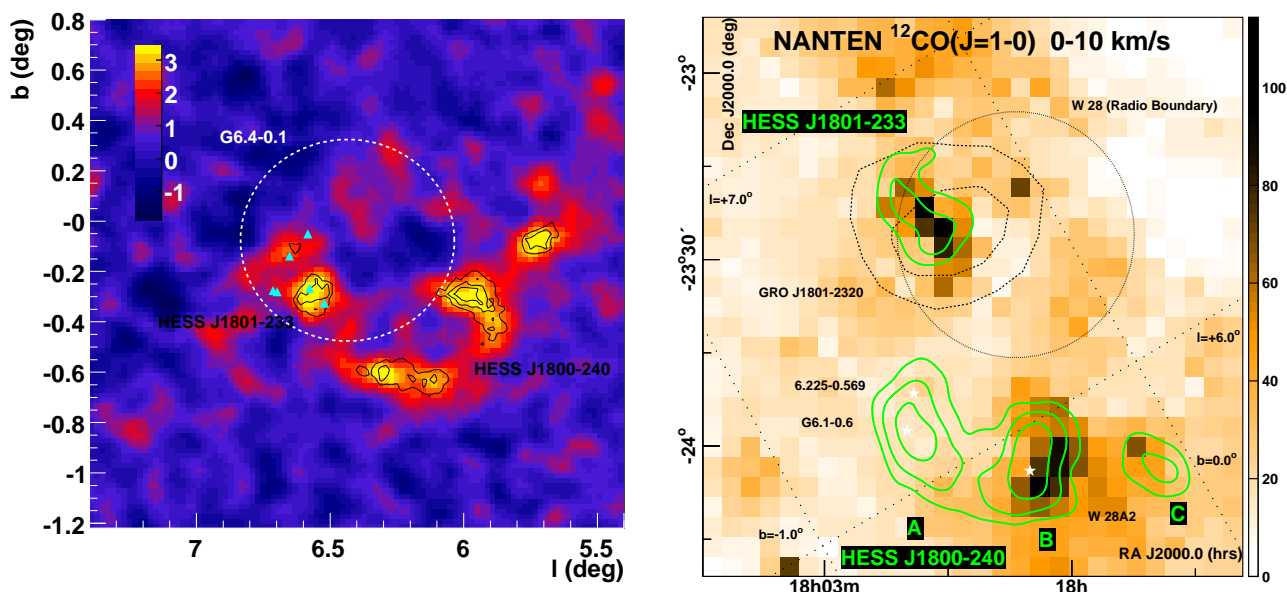 b (deg)
0.8
0.6
0.4
0.2
-0
-0.2
-0.4
-0.6
-0.8
-1
-1.2
3
2
1
0
-1
G6.4-0.1
HESS J1801-233
HESS J1800-240
7
6.5
6
5.5
l (deg)
NANTEN ¹²CO(J=1-0) 0-10 km/s
Dec J2000.0 (deg)
-23°
-23°30´
-24°
HESS J1801-233
W 28 (Radio Boundary)
l=+7.0°
GRO J1801-2320
l=+6.0°
6.225-0.569
G6.1-0.6
b=0.0°
W 28A2
b=-1.0°
A
B
C
HESS J1800-240
RA J2000.0 (hrs)
18h03m
18h
100
80
60
40
20
0